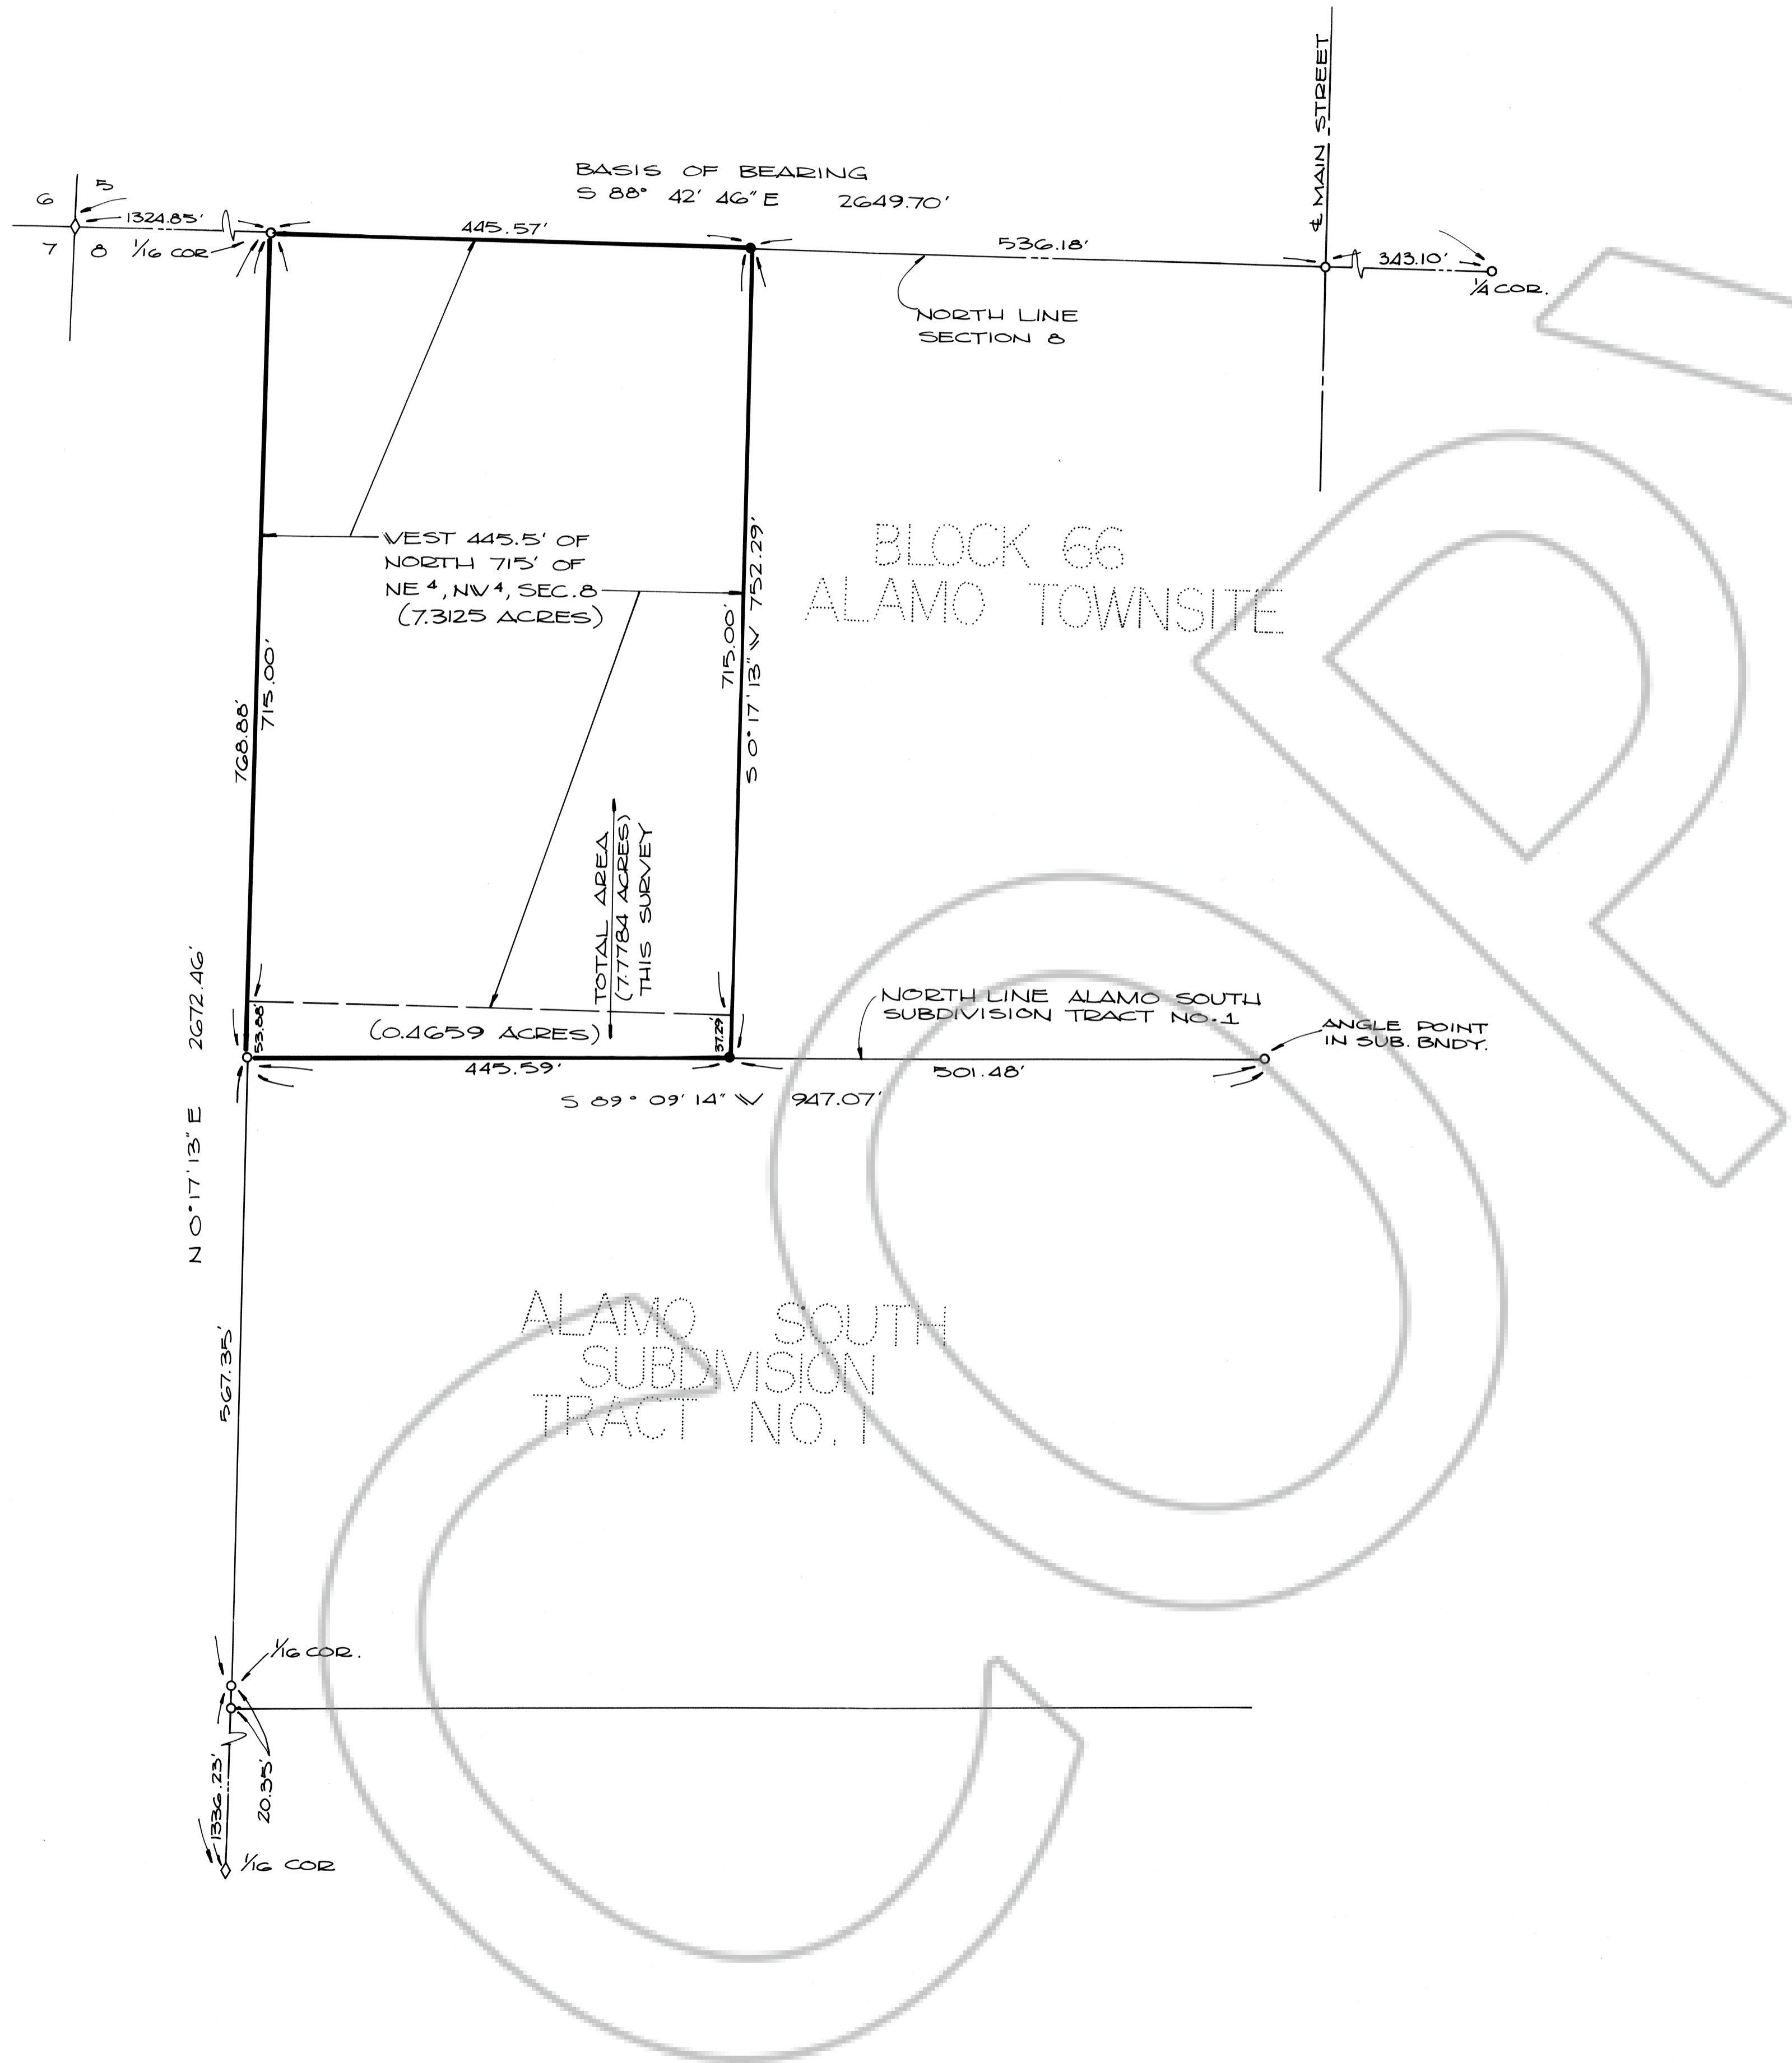 BASIS OF BEARING
S 88° 42' 46" E 2649.70'
℄ MAIN STREET
6
5
7
8
1324.85'
1/16 COR
445.57'
536.18'
343.10'
1/4 COR.
NORTH LINE
SECTION 8
WEST 445.5' OF
NORTH 715' OF
NE 4, NW 4, SEC. 8
(7.3125 ACRES)
BLOCK 66
ALAMO TOWNSITE
768.88'
715.00'
715.00'
S 0° 17' 13" W 752.29'
TOTAL AREA
(7.7784 ACRES)
THIS SURVEY
N 0° 17' 13" E 2672.46'
53.88'
(0.4659 ACRES)
37.29'
NORTH LINE ALAMO SOUTH
SUBDIVISION TRACT NO. 1
ANGLE POINT
IN SUB. BNDY.
445.59'
501.48'
S 89° 09' 14" W 947.07'
ALAMO SOUTH
SUBDIVISION
TRACT NO. 1
567.35'
1/16 COR.
1336.23'
20.35'
1/16 COR
COP